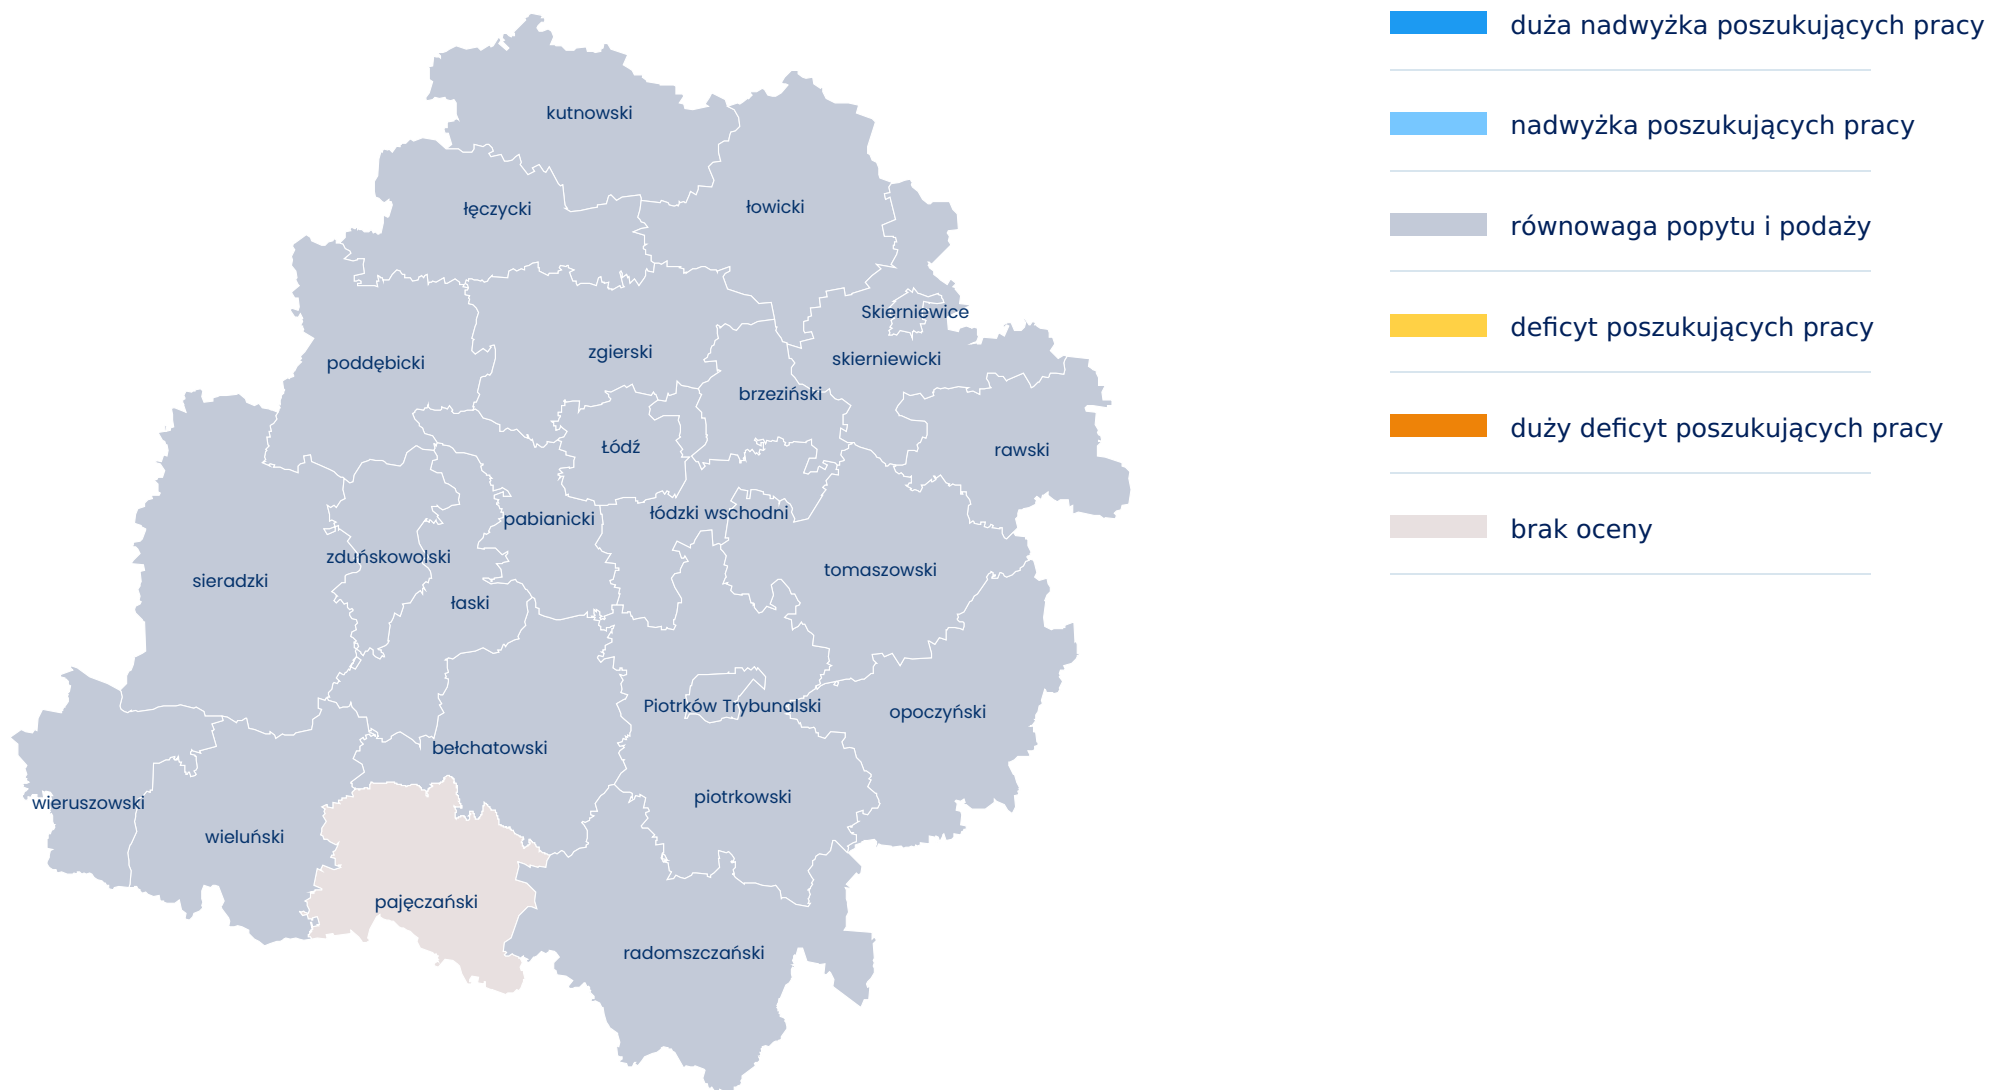 duża nadwyżka poszukujących pracy
nadwyżka poszukujących pracy
równowaga popytu i podaży
deficyt poszukujących pracy
duży deficyt poszukujących pracy
brak oceny
kutnowski
łęczycki
łowicki
Skierniewice
zgierski
skierniewicki
poddębicki
brzeziński
Łódź
rawski
łódzki wschodni
pabianicki
zduńskowolski
tomaszowski
sieradzki
łaski
Piotrków Trybunalski
opoczyński
bełchatowski
piotrkowski
wieruszowski
wieluński
pajęczański
radomszczański